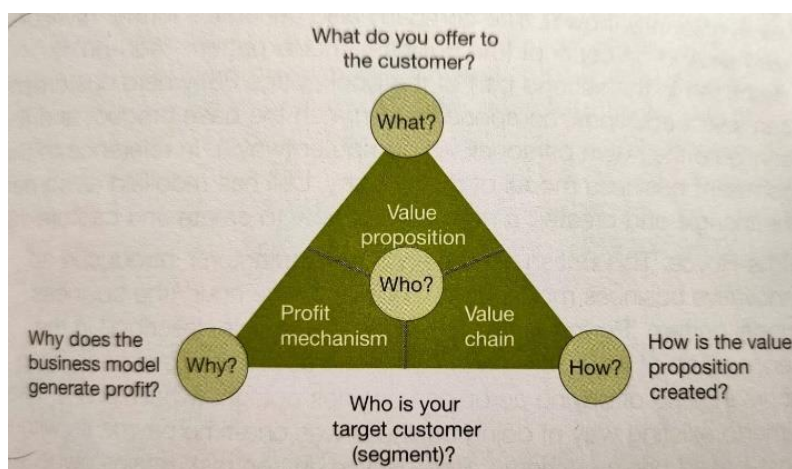 What do you offer to
the customer?
What?
Value
proposition
Who?
Profit
mechanism
Value
chain
Why does the
business model
generate profit?
Why?
How?
How is the value
proposition
created?
Who is your
target customer
(segment)?